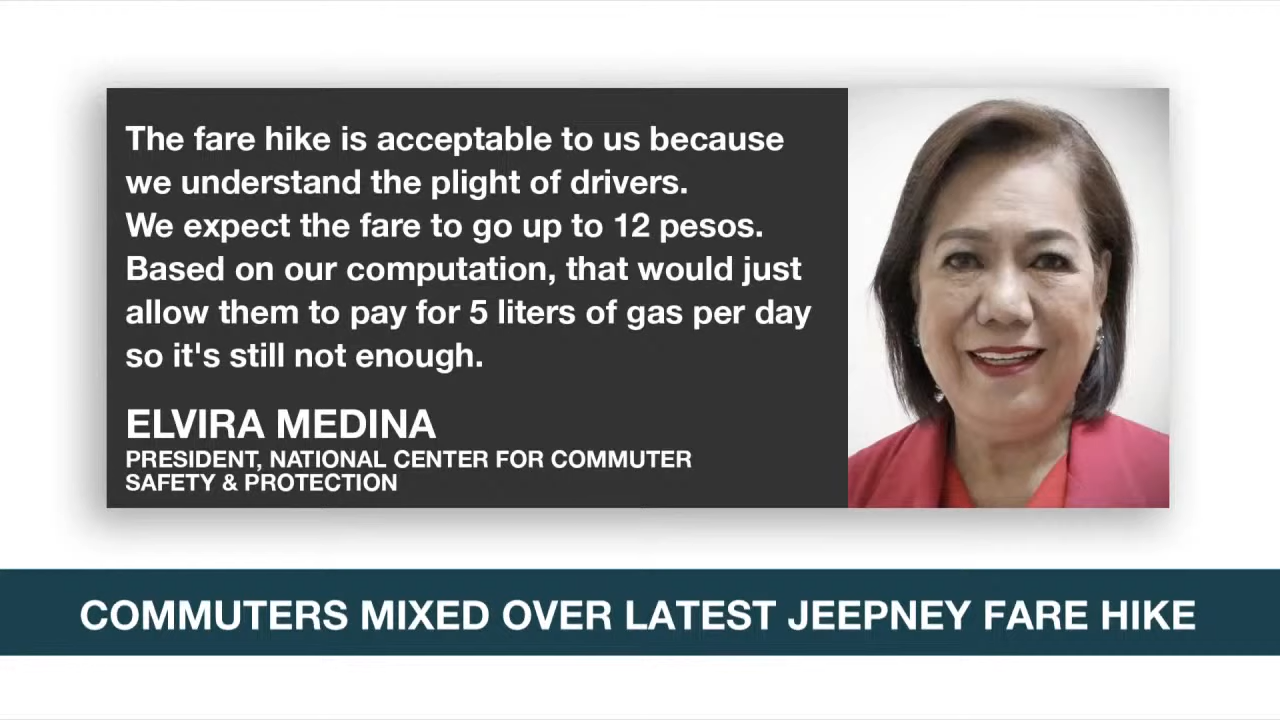 The fare hike is acceptable to us because
we understand the plight of drivers.
We expect the fare to go up to 12 pesos.
Based on our computation, that would just
allow them to pay for 5 liters of gas per day
so it's still not enough.
ELVIRA MEDINA
PRESIDENT, NATIONAL CENTER FOR COMMUTER
SAFETY & PROTECTION
COMMUTERS MIXED OVER LATEST JEEPNEY FARE HIKE